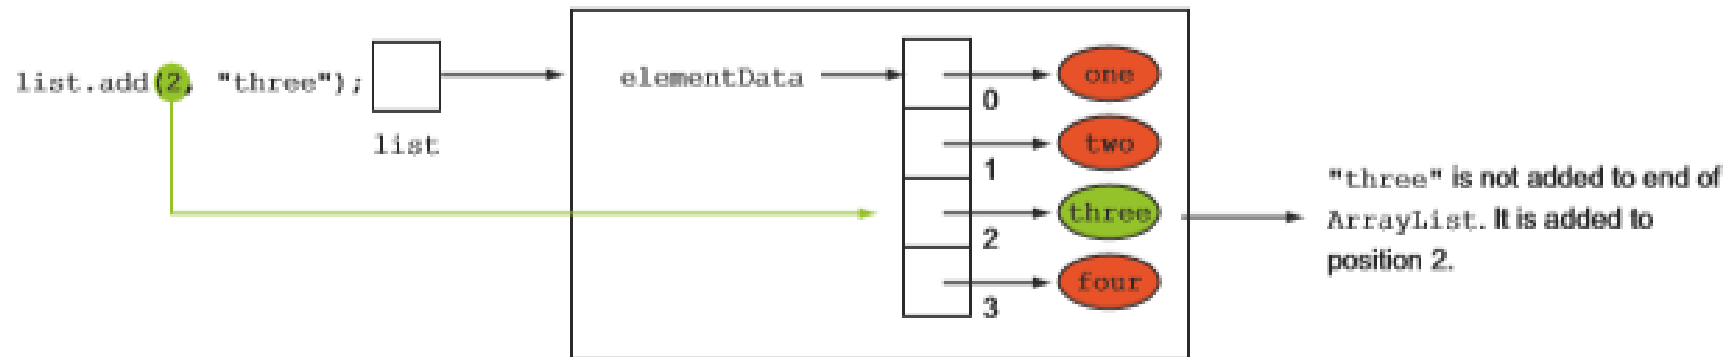 list.add(2, "three");
list
elementData
one
0
two
1
three
2
four
3
"three" is not added to end of
ArrayList. It is added to
position 2.